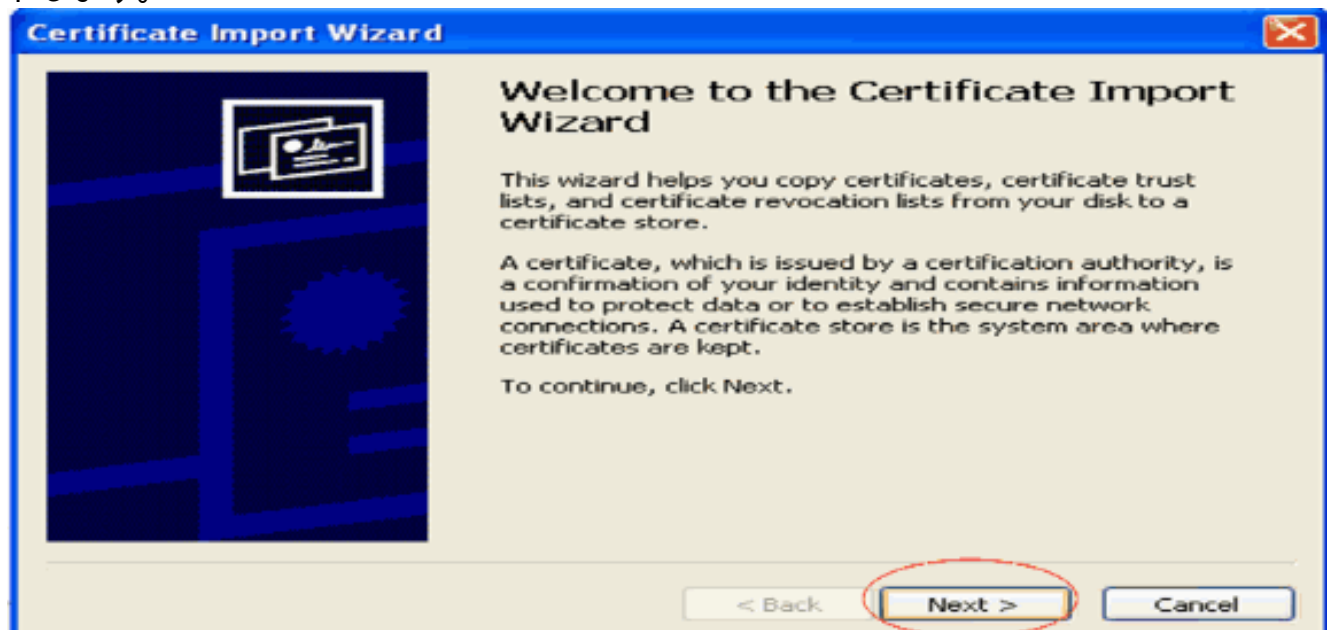 Certificate Import Wizard
Welcome to the Certificate Import
Wizard
This wizard helps you copy certificates, certificate trust
lists, and certificate revocation lists from your disk to a
certificate store.
A certificate, which is issued by a certification authority, is
a confirmation of your identity and contains information
used to protect data or to establish secure network
connections. A certificate store is the system area where
certificates are kept.
To continue, click Next.
< Back
Next >
Cancel